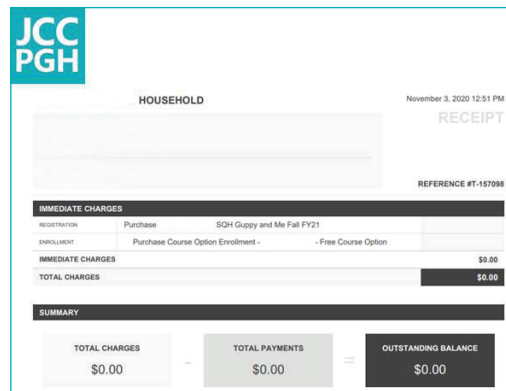 JCC
PGH
HOUSEHOLD
November 3, 2020 12:51 PM
RECEIPT
REFERENCE #T-157098
IMMEDIATE CHARGES
REGISTRATION Purchase SQH Guppy and Me Fall FY21
ENROLLMENT Purchase Course Option Enrollment - - Free Course Option
IMMEDIATE CHARGES $0.00
TOTAL CHARGES $0.00
SUMMARY
TOTAL CHARGES TOTAL PAYMENTS OUTSTANDING BALANCE
$0.00 - $0.00 = $0.00